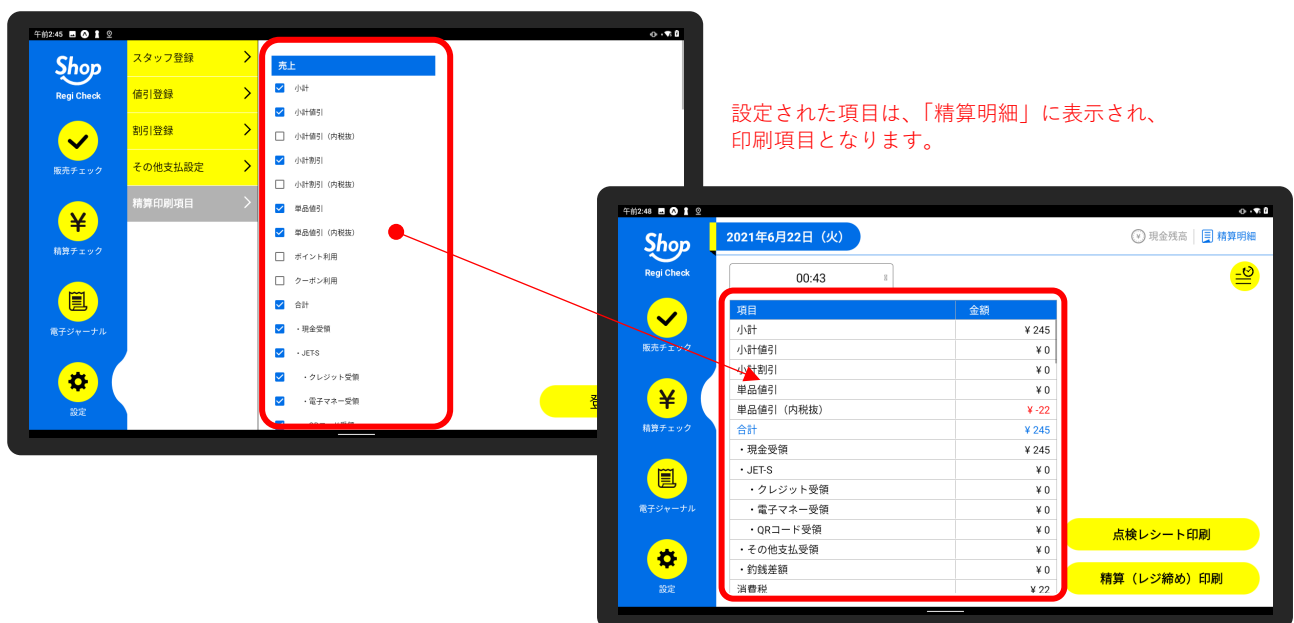 午前2:45
Shop
Regi Check
販売チェック
精算チェック
電子ジャーナル
設定
スタッフ登録
値引登録
割引登録
その他支払設定
精算印刷項目
売上
小計
小計値引
小計値引（内税抜）
小計割引
小計割引（内税抜）
単品値引
単品値引（内税抜）
ポイント利用
クーポン利用
合計
・現金受領
・JET-S
・クレジット受領
・電子マネー受領
設定された項目は、「精算明細」に表示され、
印刷項目となります。
午前2:48
Shop
Regi Check
販売チェック
精算チェック
電子ジャーナル
設定
2021年6月22日（火）
現金残高
精算明細
00:43
項目 金額
小計 ¥ 245
小計値引 ¥ 0
小計割引 ¥ 0
単品値引 ¥ 0
単品値引（内税抜） ¥ -22
合計 ¥ 245
・現金受領 ¥ 245
・JET-S ¥ 0
・クレジット受領 ¥ 0
・電子マネー受領 ¥ 0
・QRコード受領 ¥ 0
・その他支払受領 ¥ 0
・釣銭差額 ¥ 0
消費税 ¥ 22
点検レシート印刷
精算（レジ締め）印刷